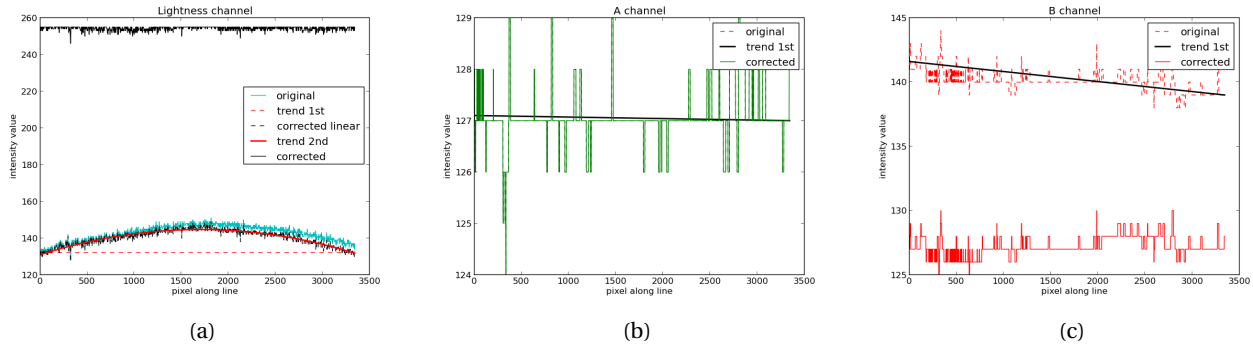 Lightness channel
260
240
220
200
180
160
140
120
intensity value
original
trend 1st
corrected linear
trend 2nd
corrected
0 500 1000 1500 2000 2500 3000 3500
pixel along line
(a)
A channel
129
128
127
126
125
124
intensity value
original
trend 1st
corrected
0 500 1000 1500 2000 2500 3000 3500
pixel along line
(b)
B channel
145
140
135
130
125
intensity value
original
trend 1st
corrected
0 500 1000 1500 2000 2500 3000 3500
pixel along line
(c)